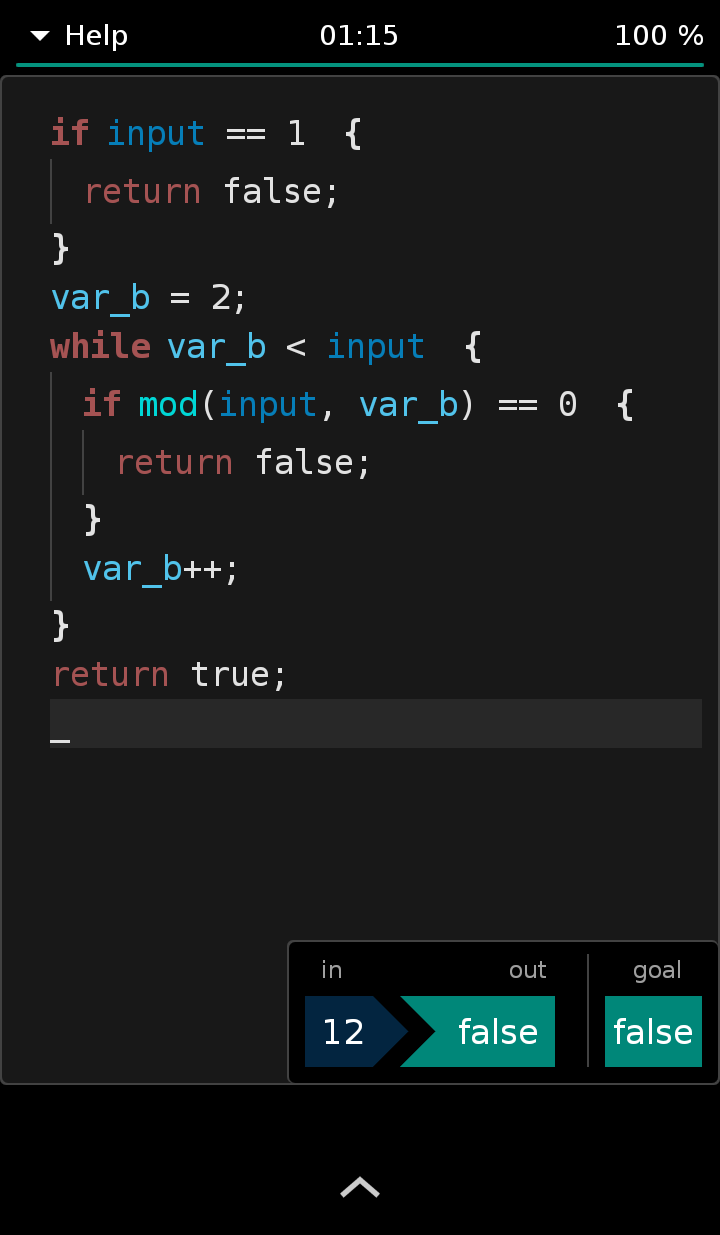 Help 01:15 100 %
if input == 1 {
return false;
}
var_b = 2;
while var_b < input {
if mod(input, var_b) == 0 {
return false;
}
var_b++;
}
return true;
_
in out goal
12 false false